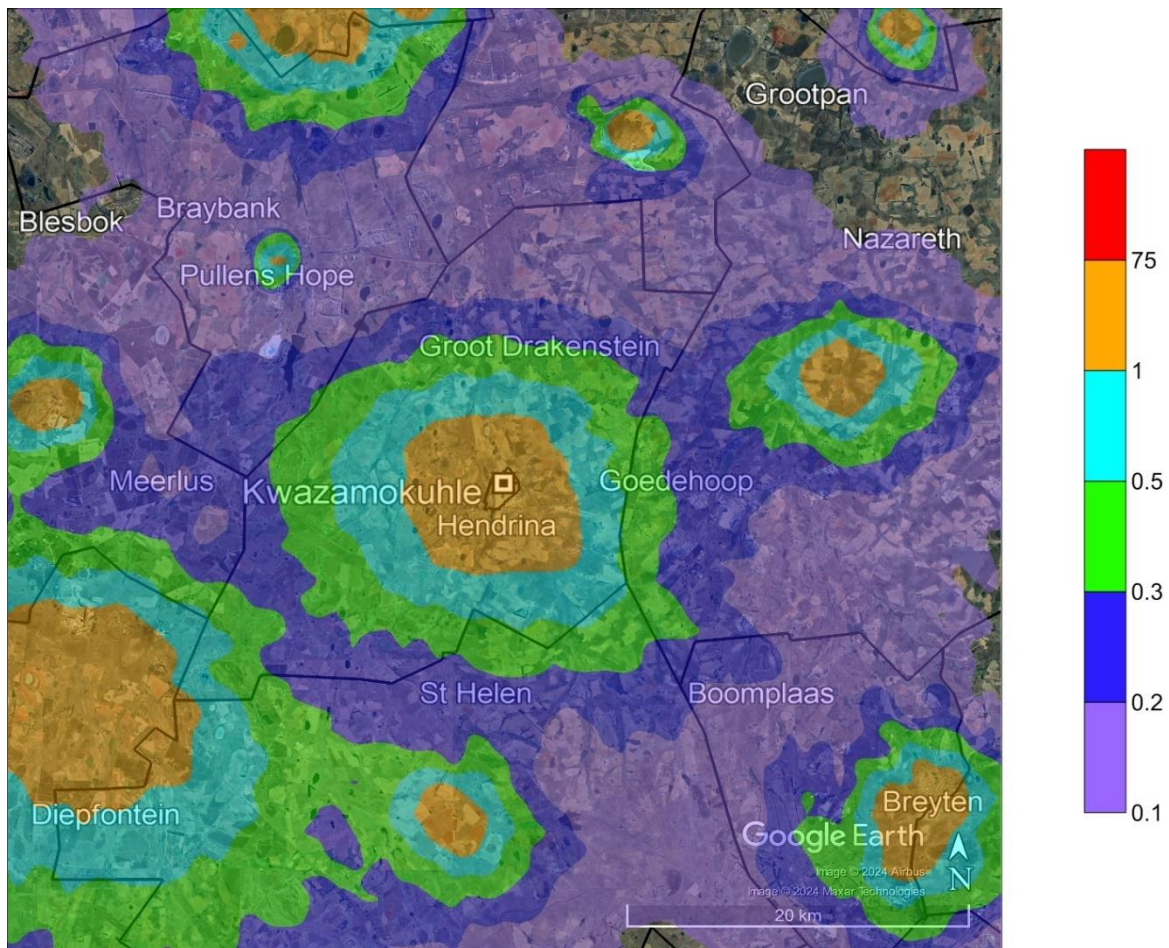 Grootpan
Blesbok
Braybank
Nazareth
Pullens Hope
Groot Drakenstein
Meerlus
Kwazamokuhle
Goedehoop
Hendrina
St Helen
Boomplaas
Diepfontein
Breyten
Google Earth
Image © 2024 Airbus
Image © 2024 Maxar Technologies
N
20 km
75
1
0.5
0.3
0.2
0.1